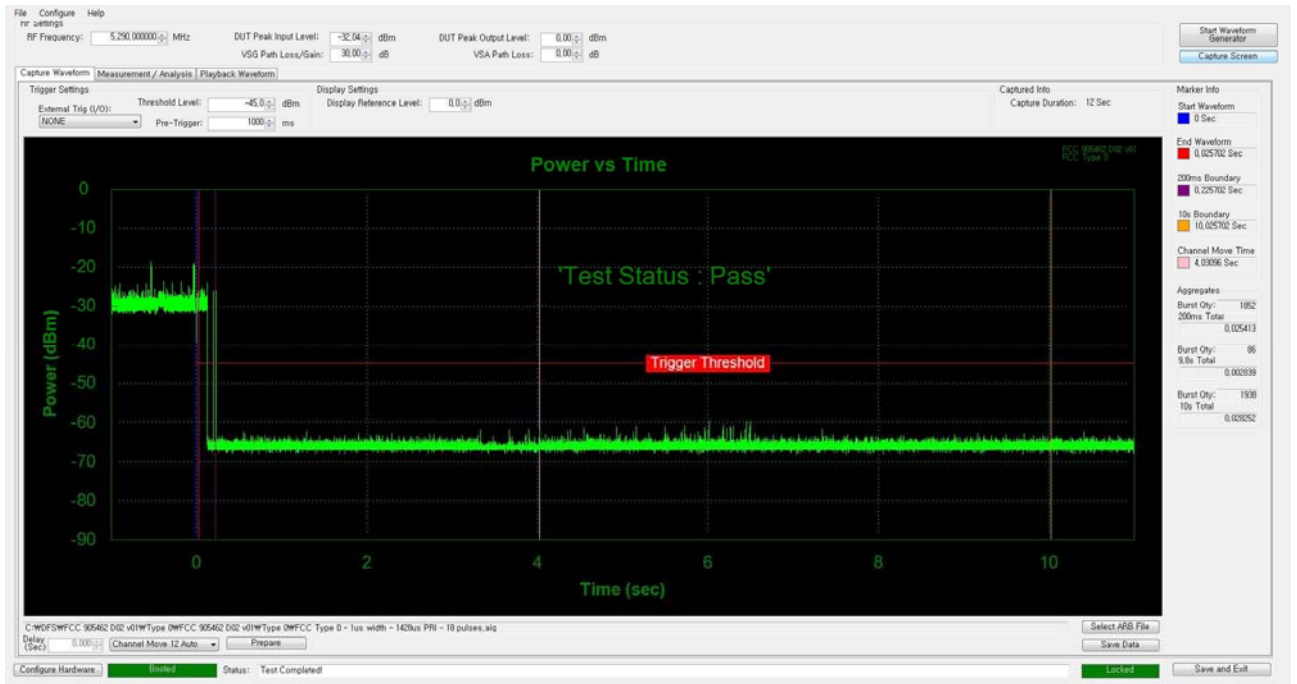 File Configure Help
RF Settings
RF Frequency: 5,290,000000 MHz
DUT Peak Input Level: -32,04 dBm
DUT Peak Output Level: 0,00 dBm
VSG Path Loss/Gain: 30,00 dB
VSA Path Loss: 0,00 dB
Start Waveform Generator
Capture Screen
Capture Waveform Measurement / Analysis Playback Waveform
Trigger Settings
External Trig (I/O):
NONE
Threshold Level: -45,0 dBm
Pre-Trigger: 1000 ms
Display Settings
Display Reference Level: 0,0 dBm
Captured Info
Capture Duration: 12 Sec
Marker Info
Start Waveform
0 Sec
End Waveform
0,025702 Sec
200ms Boundary
0,225702 Sec
10s Boundary
10,025702 Sec
Channel Move Time
4,03096 Sec
Aggregates
Burst Qty: 1852
200ms Total
0,025413
Burst Qty: 86
9,8s Total
0,002839
Burst Qty: 1938
10s Total
0,028252
Power vs Time
FCC 905462 D02 v01
FCC Type 0
'Test Status : Pass'
Trigger Threshold
Power (dBm)
0
-10
-20
-30
-40
-50
-60
-70
-80
-90
0 2 4 6 8 10
Time (sec)
C:₩DFS₩FCC 905462 D02 v01₩Type 0₩FCC 905462 D02 v01₩Type 0₩FCC Type 0 - 1us width - 1428us PRI - 18 pulses.aiq
Select ARB File
Delay (Sec) 0,000
Channel Move 12 Auto
Prepare
Save Data
Configure Hardware
Booted
Status: Test Completed!
Locked
Save and Exit